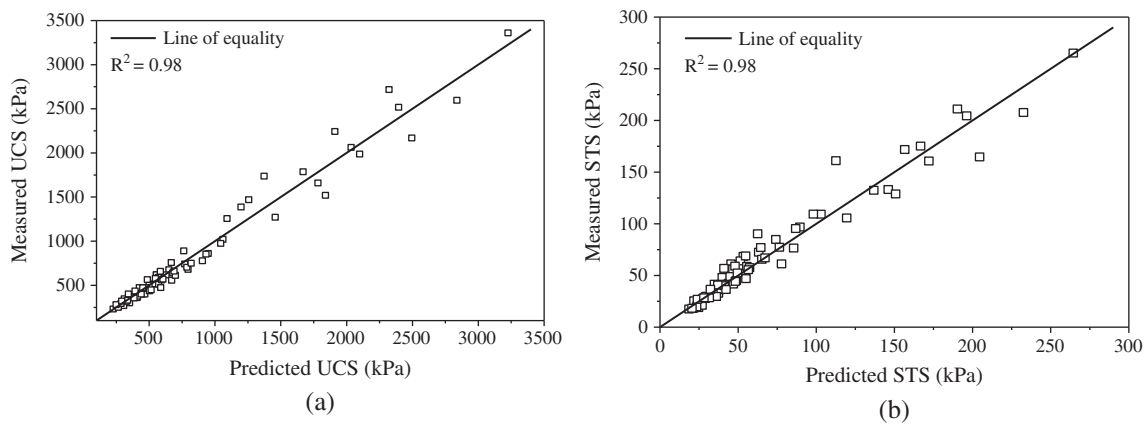 3500
3000
2500
2000
1500
1000
500
Measured UCS (kPa)
Line of equality
R² = 0.98
500 1000 1500 2000 2500 3000 3500
Predicted UCS (kPa)
(a)
300
250
200
150
100
50
0
Measured STS (kPa)
Line of equality
R² = 0.98
0 50 100 150 200 250 300
Predicted STS (kPa)
(b)